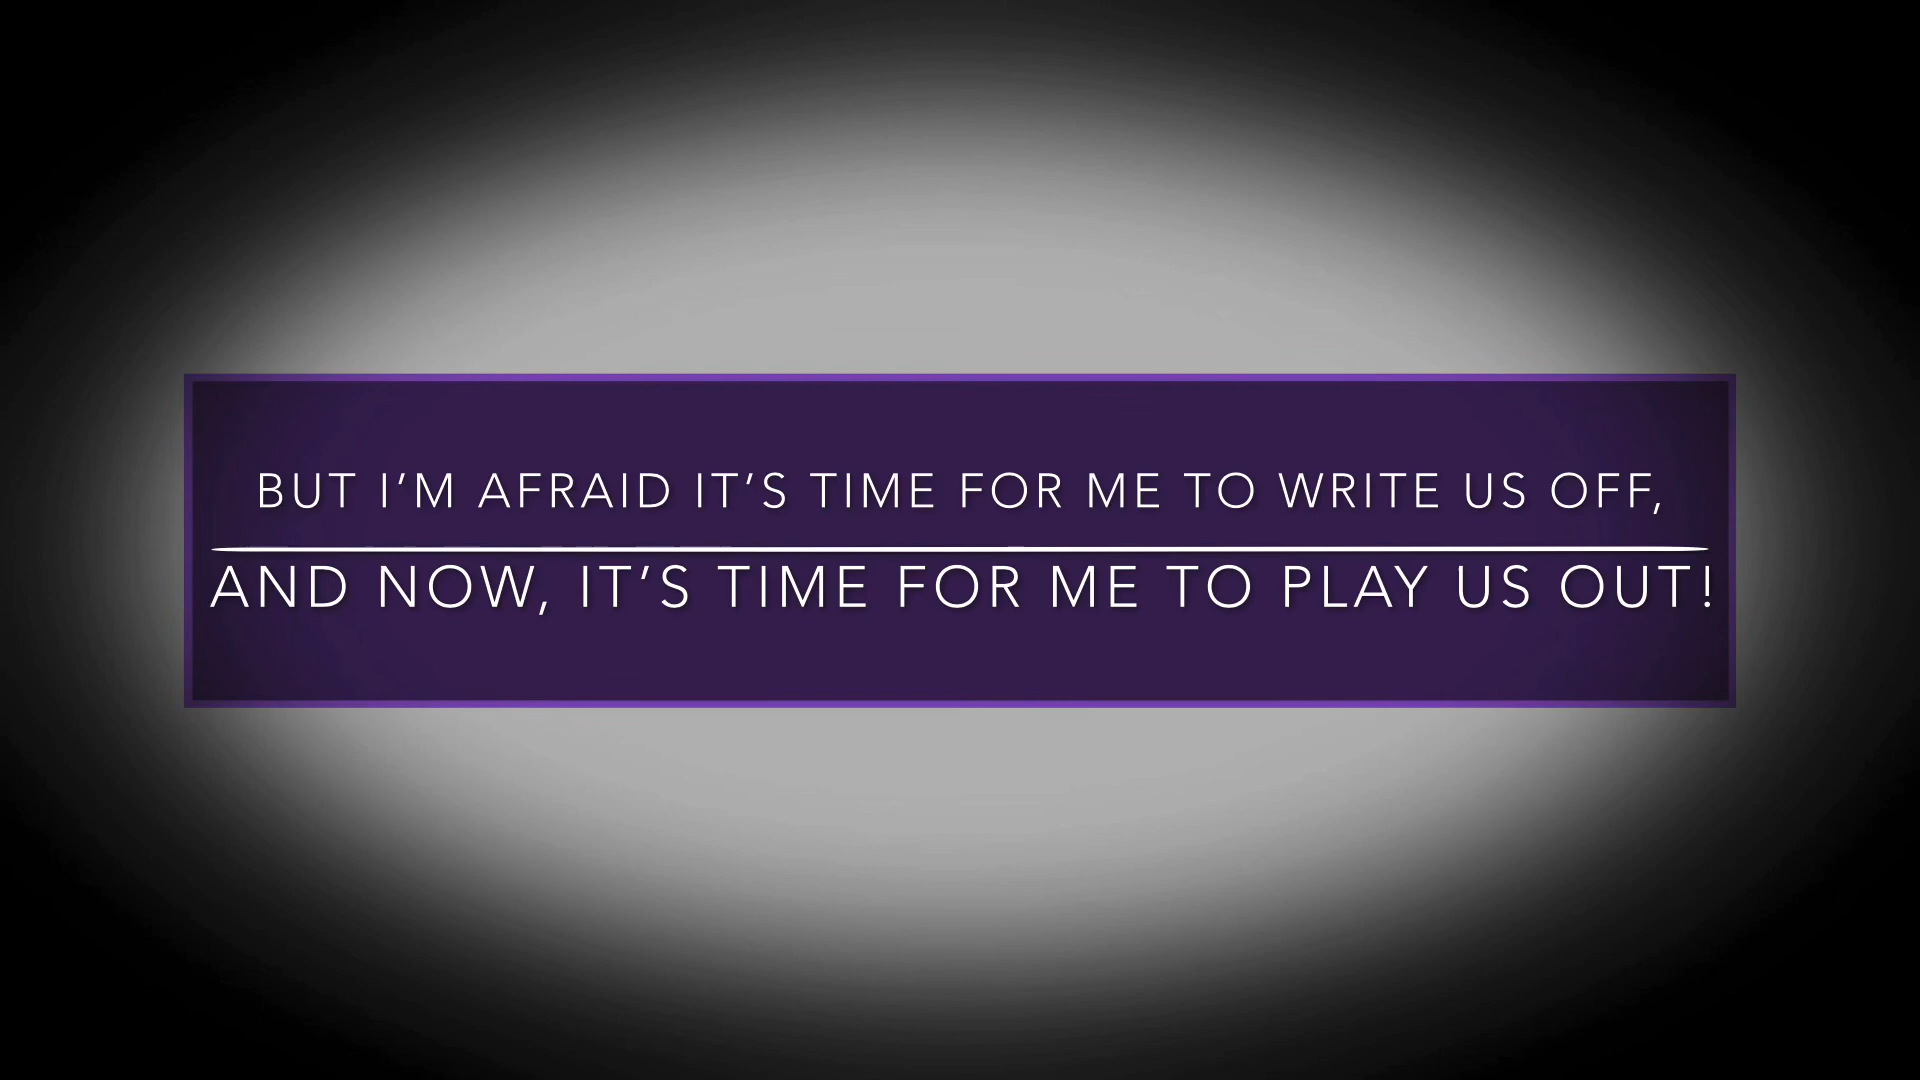 BUT I’M AFRAID IT’S TIME FOR ME TO WRITE US OFF,
AND NOW, IT’S TIME FOR ME TO PLAY US OUT!